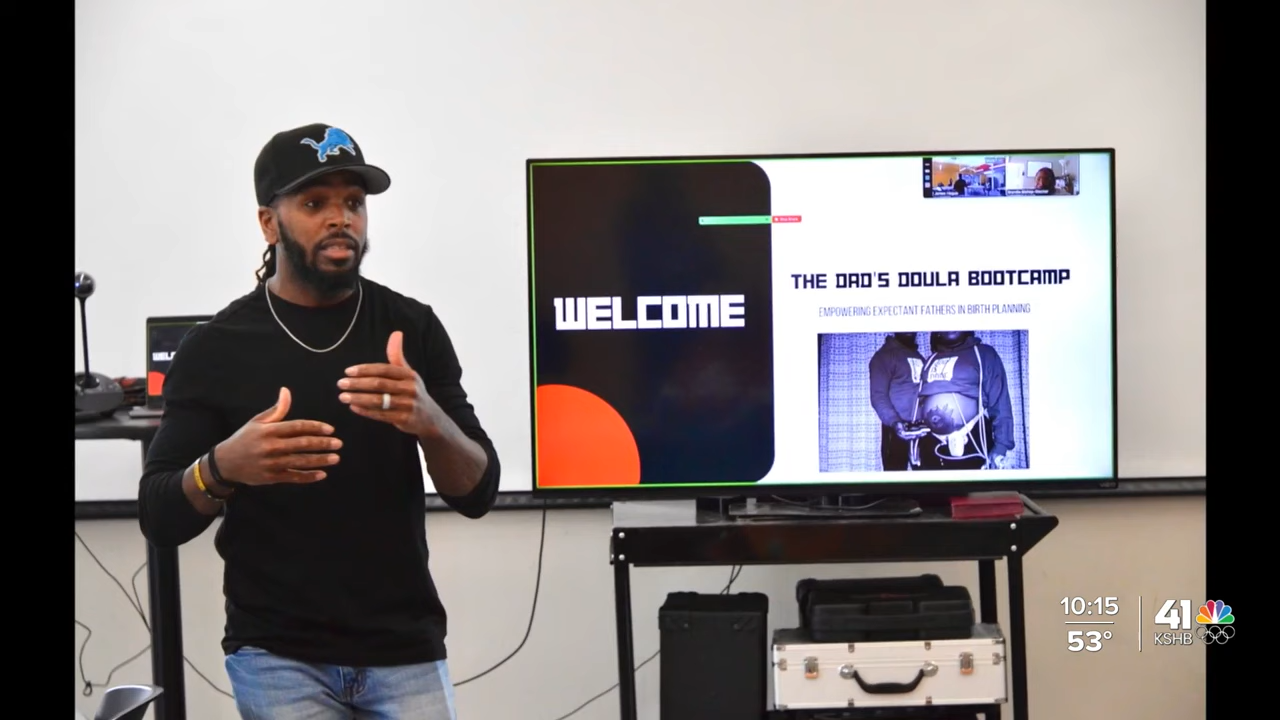 WELCOME
THE DAD'S DOULA BOOTCAMP
EMPOWERING EXPECTANT FATHERS IN BIRTH PLANNING
10:15
53°
41
KSHB